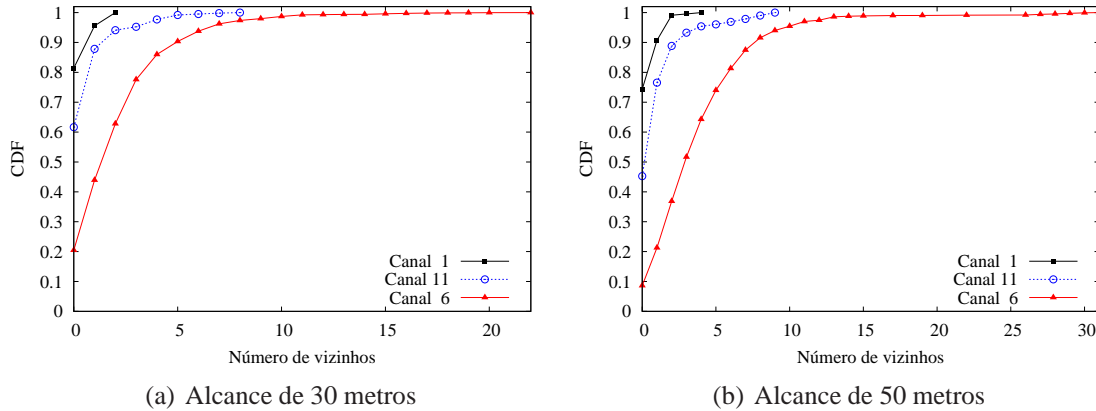 1
0.9
0.8
0.7
0.6
0.5
0.4
0.3
0.2
0.1
0
CDF
0 5 10 15 20
Número de vizinhos
Canal 1
Canal 11
Canal 6
(a) Alcance de 30 metros
1
0.9
0.8
0.7
0.6
0.5
0.4
0.3
0.2
0.1
0
CDF
0 5 10 15 20 25 30
Número de vizinhos
Canal 1
Canal 11
Canal 6
(b) Alcance de 50 metros